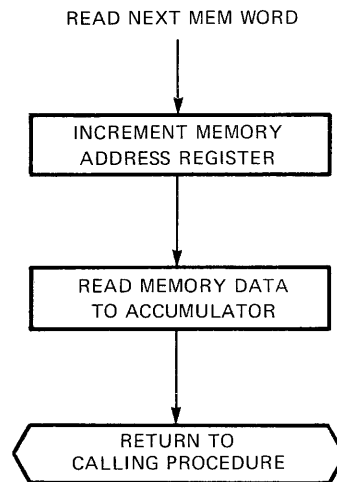 READ NEXT MEM WORD
INCREMENT MEMORY
ADDRESS REGISTER
READ MEMORY DATA
TO ACCUMULATOR
RETURN TO
CALLING PROCEDURE